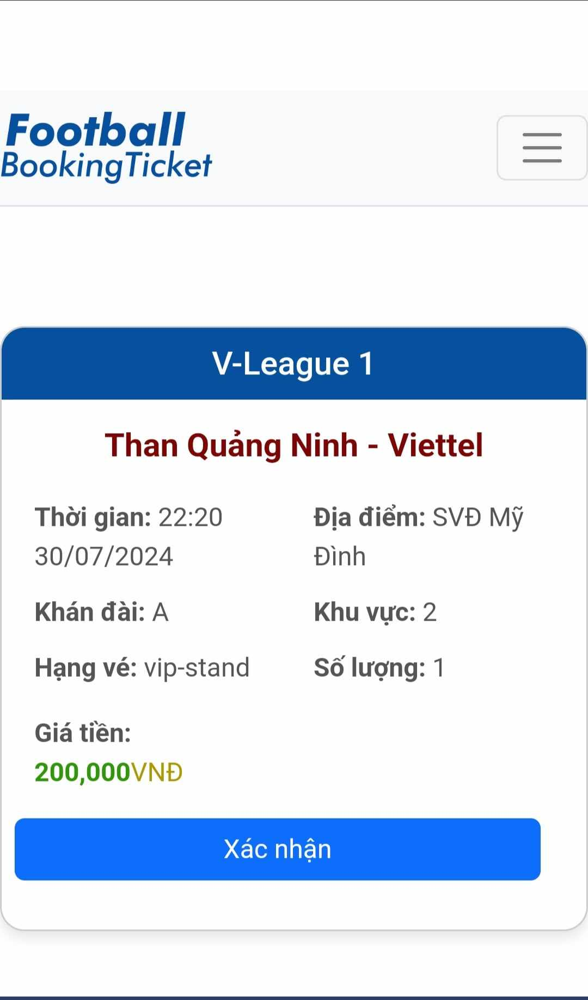 Football
BookingTicket
V-League 1
Than Quảng Ninh - Viettel
Thời gian: 22:20
30/07/2024
Địa điểm: SVĐ Mỹ
Đình
Khán đài: A
Khu vực: 2
Hạng vé: vip-stand
Số lượng: 1
Giá tiền:
200,000VNĐ
Xác nhận